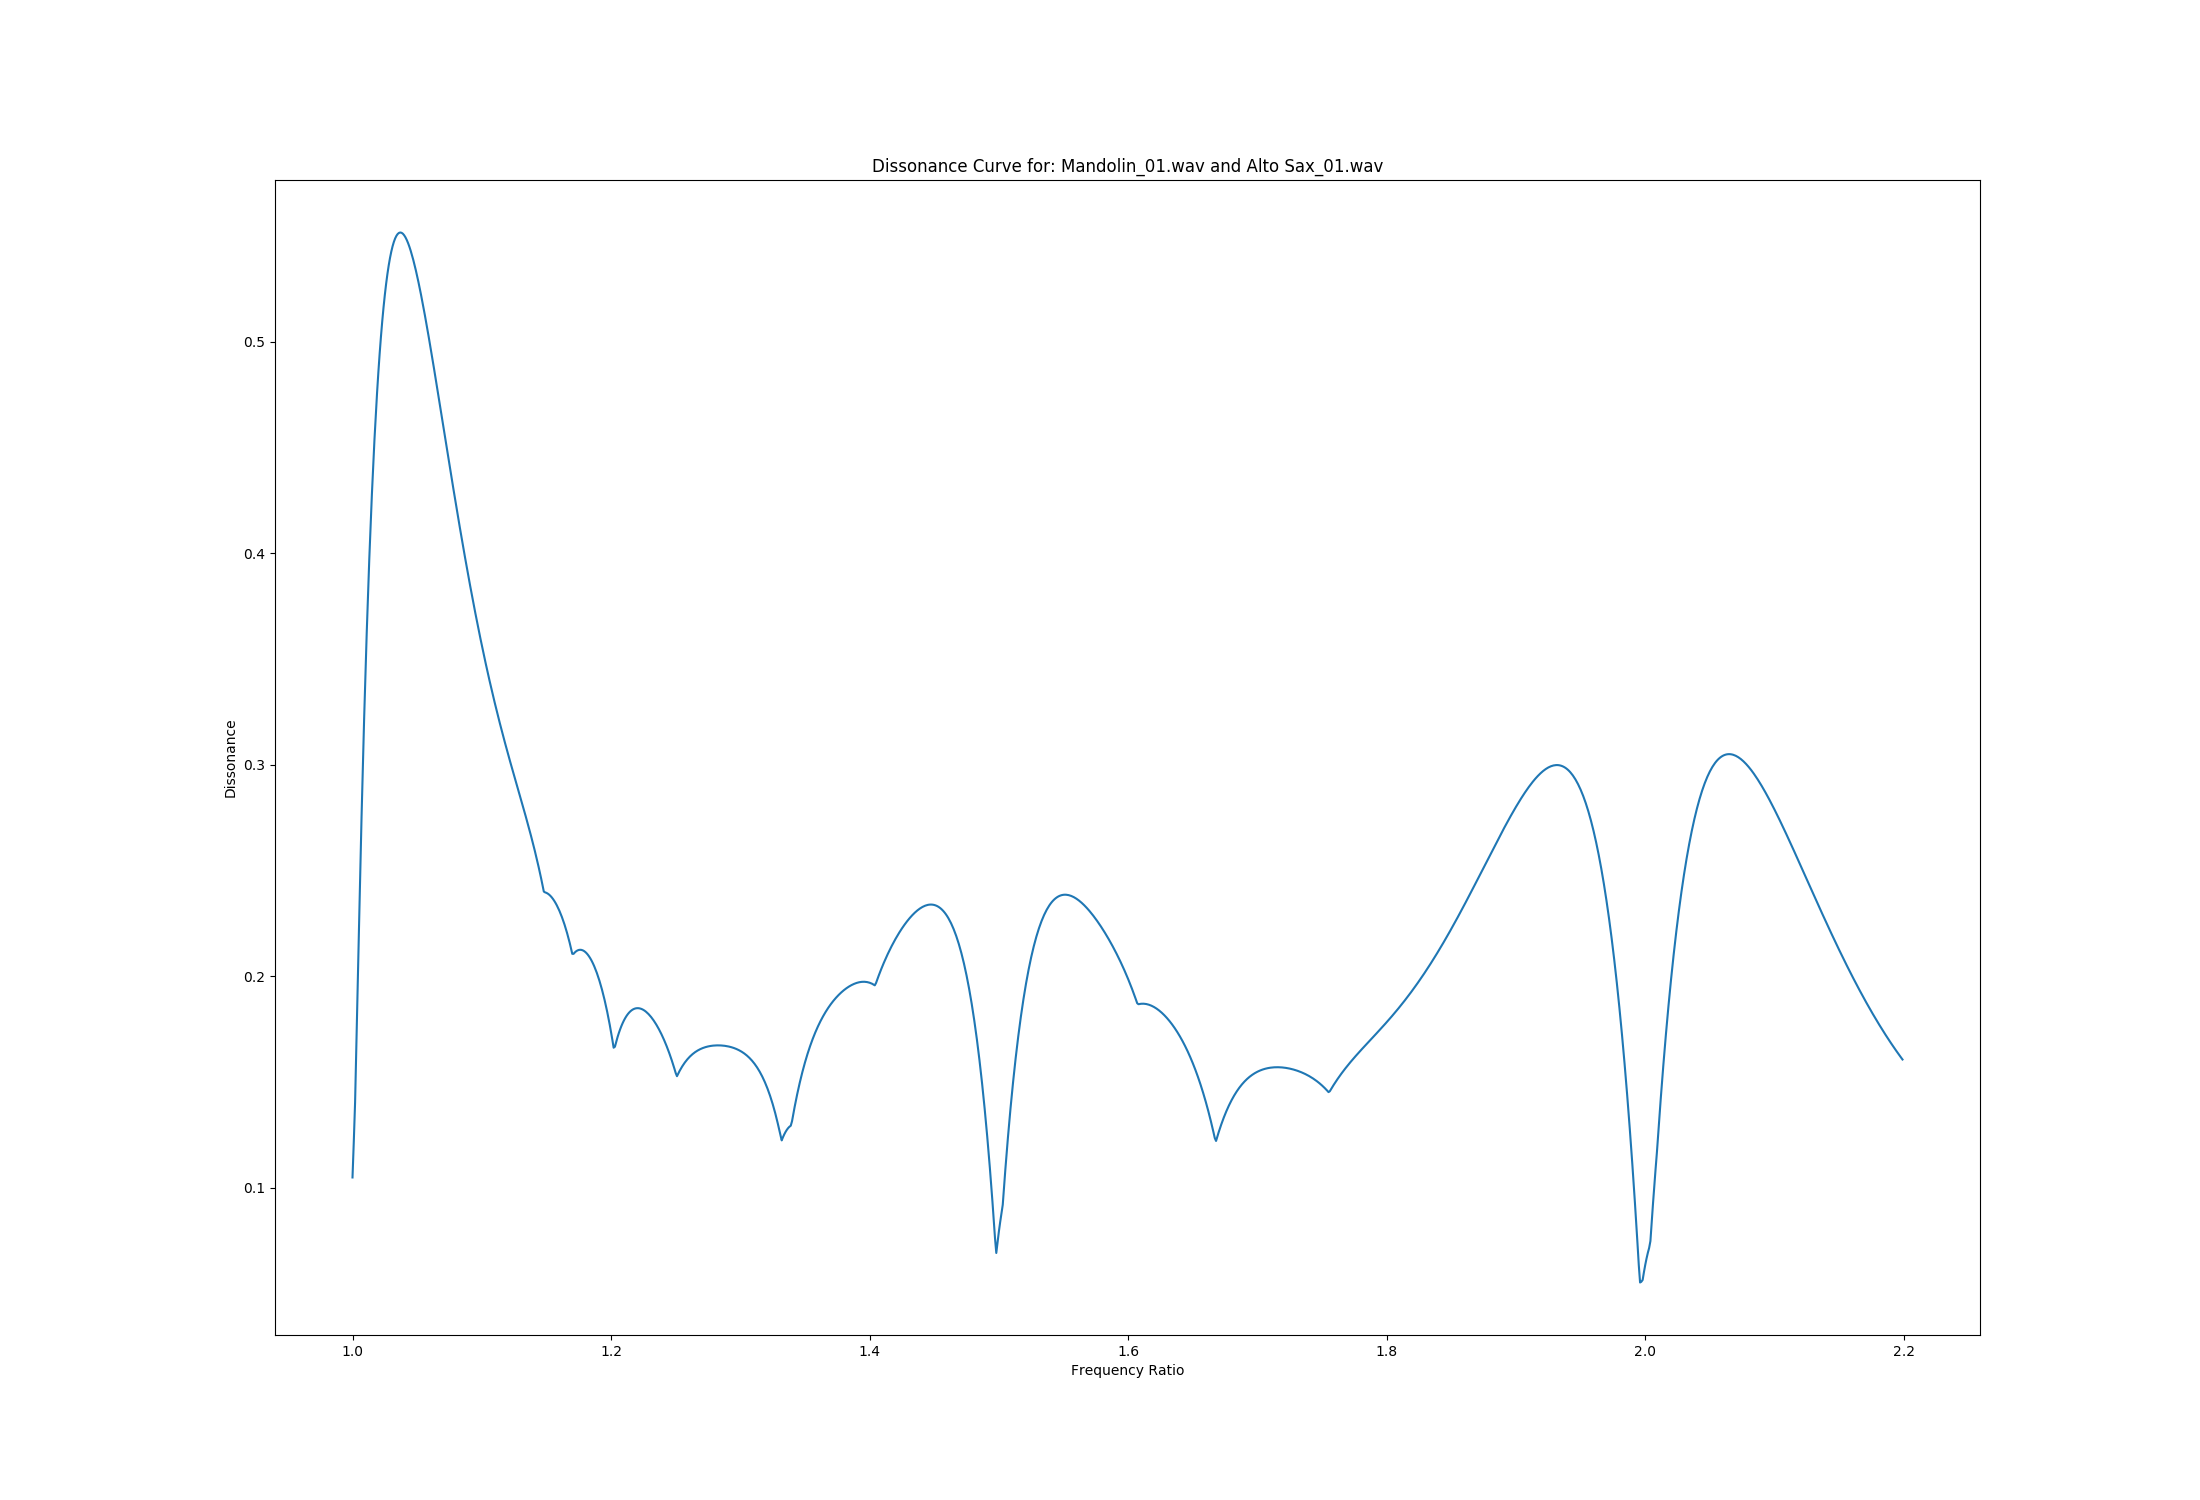 Dissonance Curve for: Mandolin_01.wav and Alto Sax_01.wav
0.5
0.4
0.3
0.2
0.1
Dissonance
1.0 1.2 1.4 1.6 1.8 2.0 2.2
Frequency Ratio